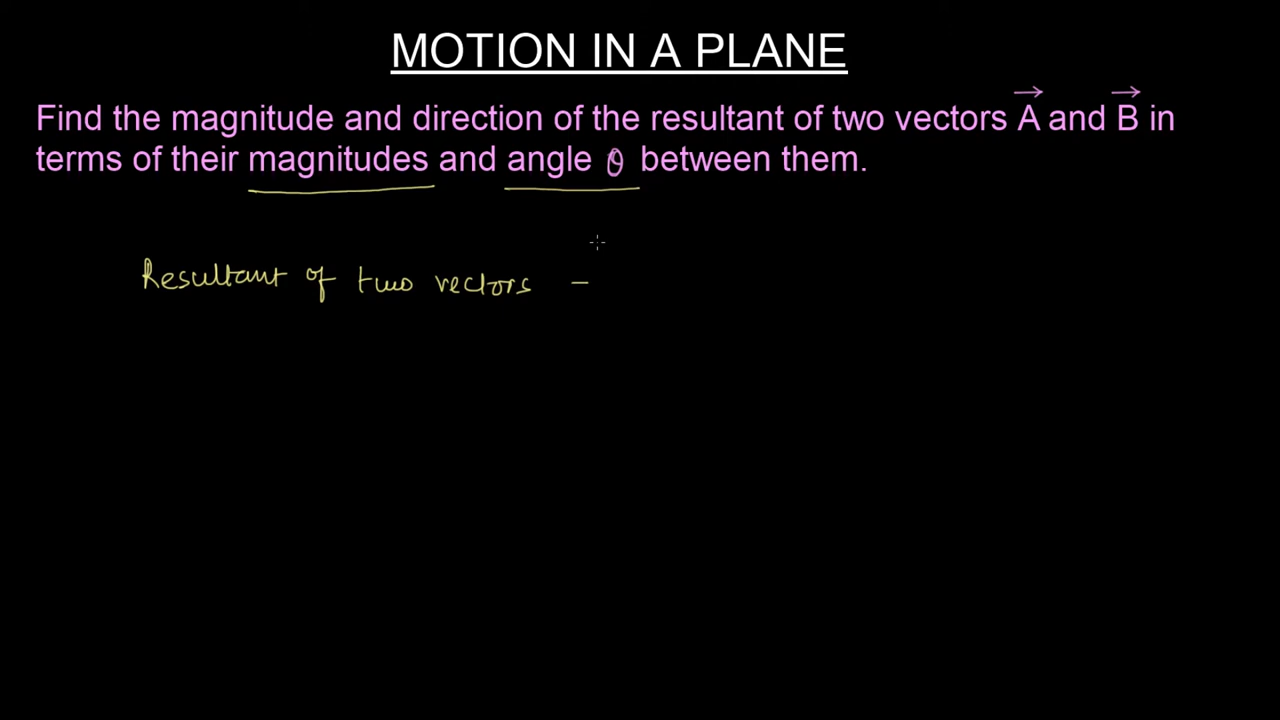 MOTION IN A PLANE
Find the magnitude and direction of the resultant of two vectors A⃗ and B⃗ in
terms of their magnitudes and angle θ between them.
Resultant of two vectors –